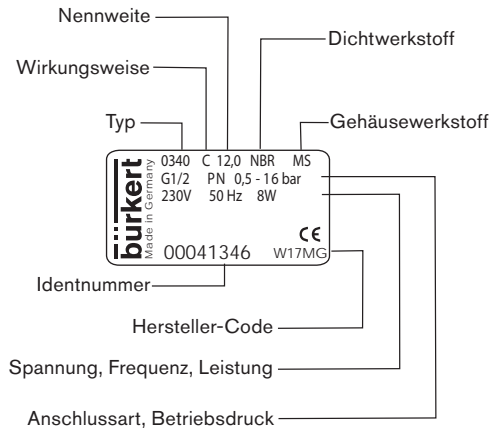 Nennweite
Dichtwerkstoff
Wirkungsweise
Typ
Gehäusewerkstoff
bürkert
Made in Germany
0340 C 12,0 NBR MS
G1/2 PN 0,5 - 16 bar
230V 50 Hz 8W
CE
00041346 W17MG
Identnummer
Hersteller-Code
Spannung, Frequenz, Leistung
Anschlussart, Betriebsdruck